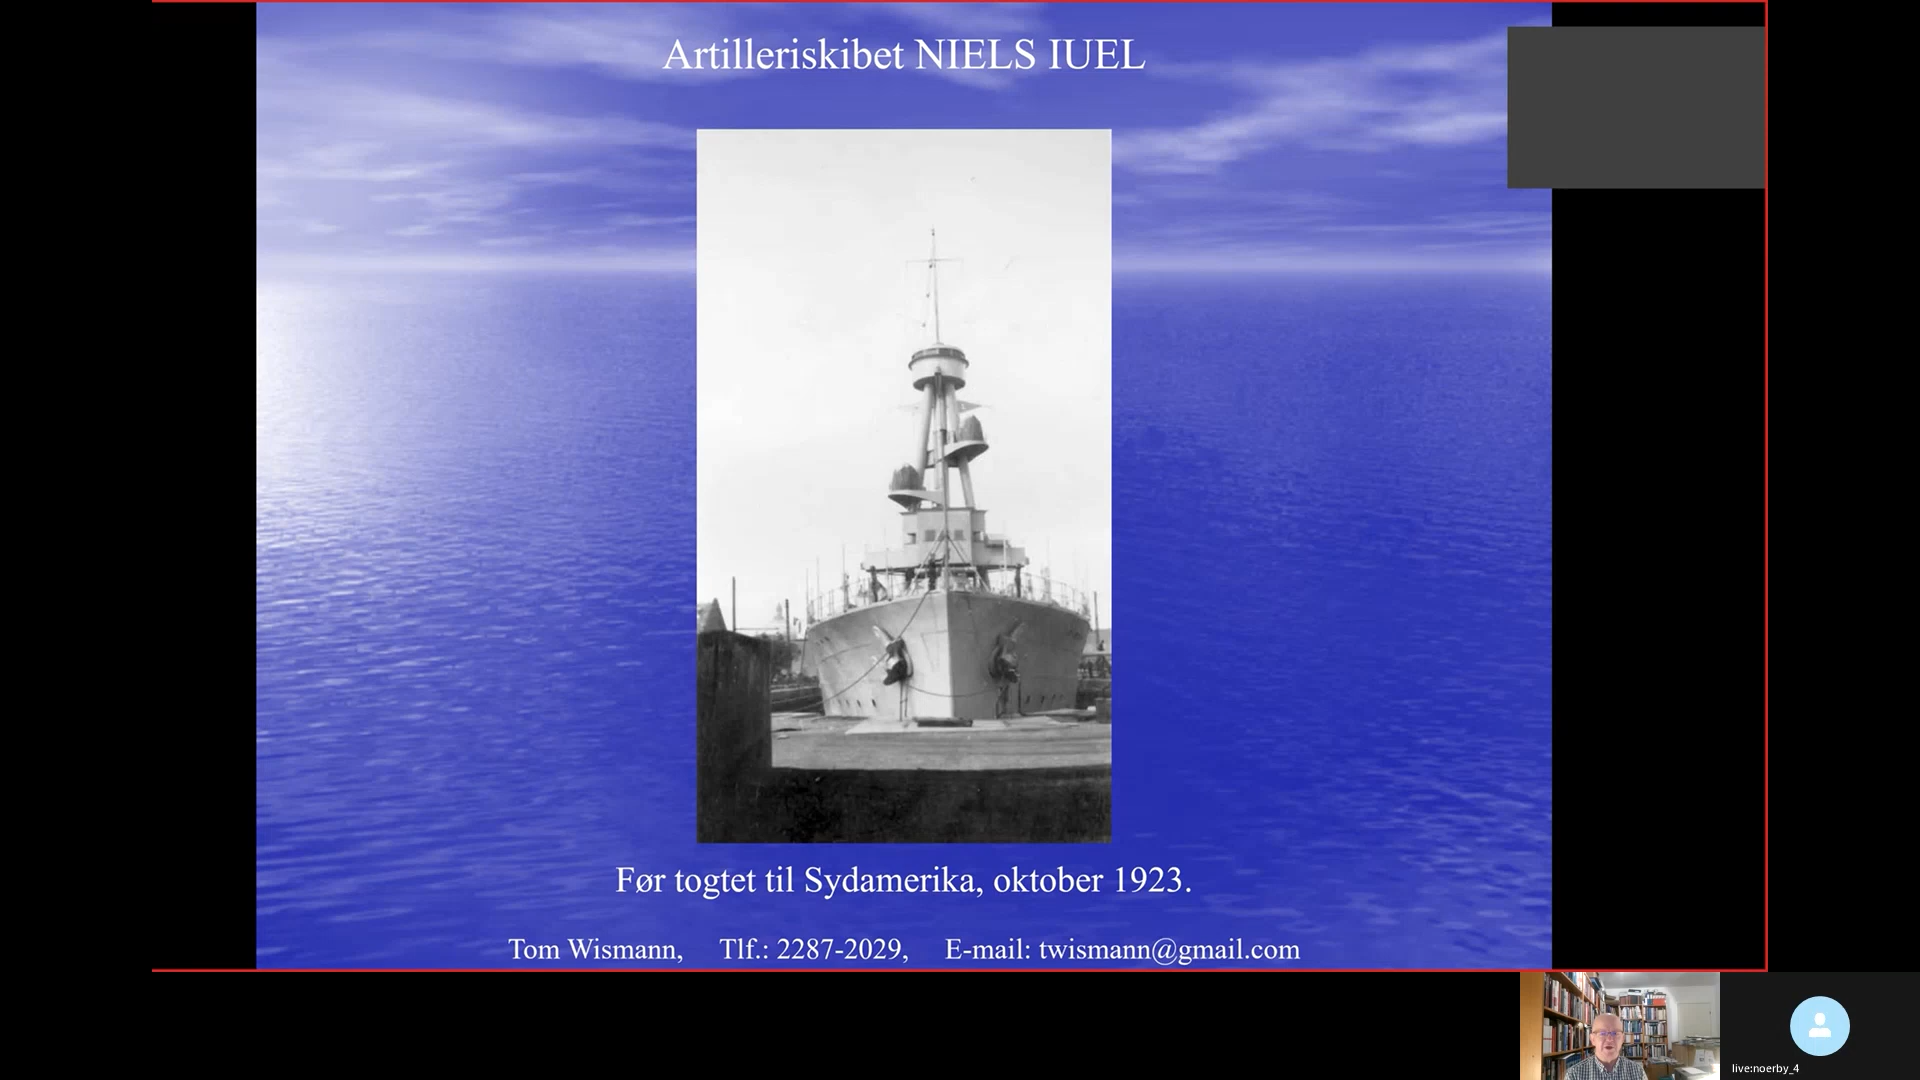 Artilleriskibet NIELS IUEL
Før togtet til Sydamerika, oktober 1923.
Tom Wismann, Tlf.: 2287-2029, E-mail: twismann@gmail.com
live:noerby_4